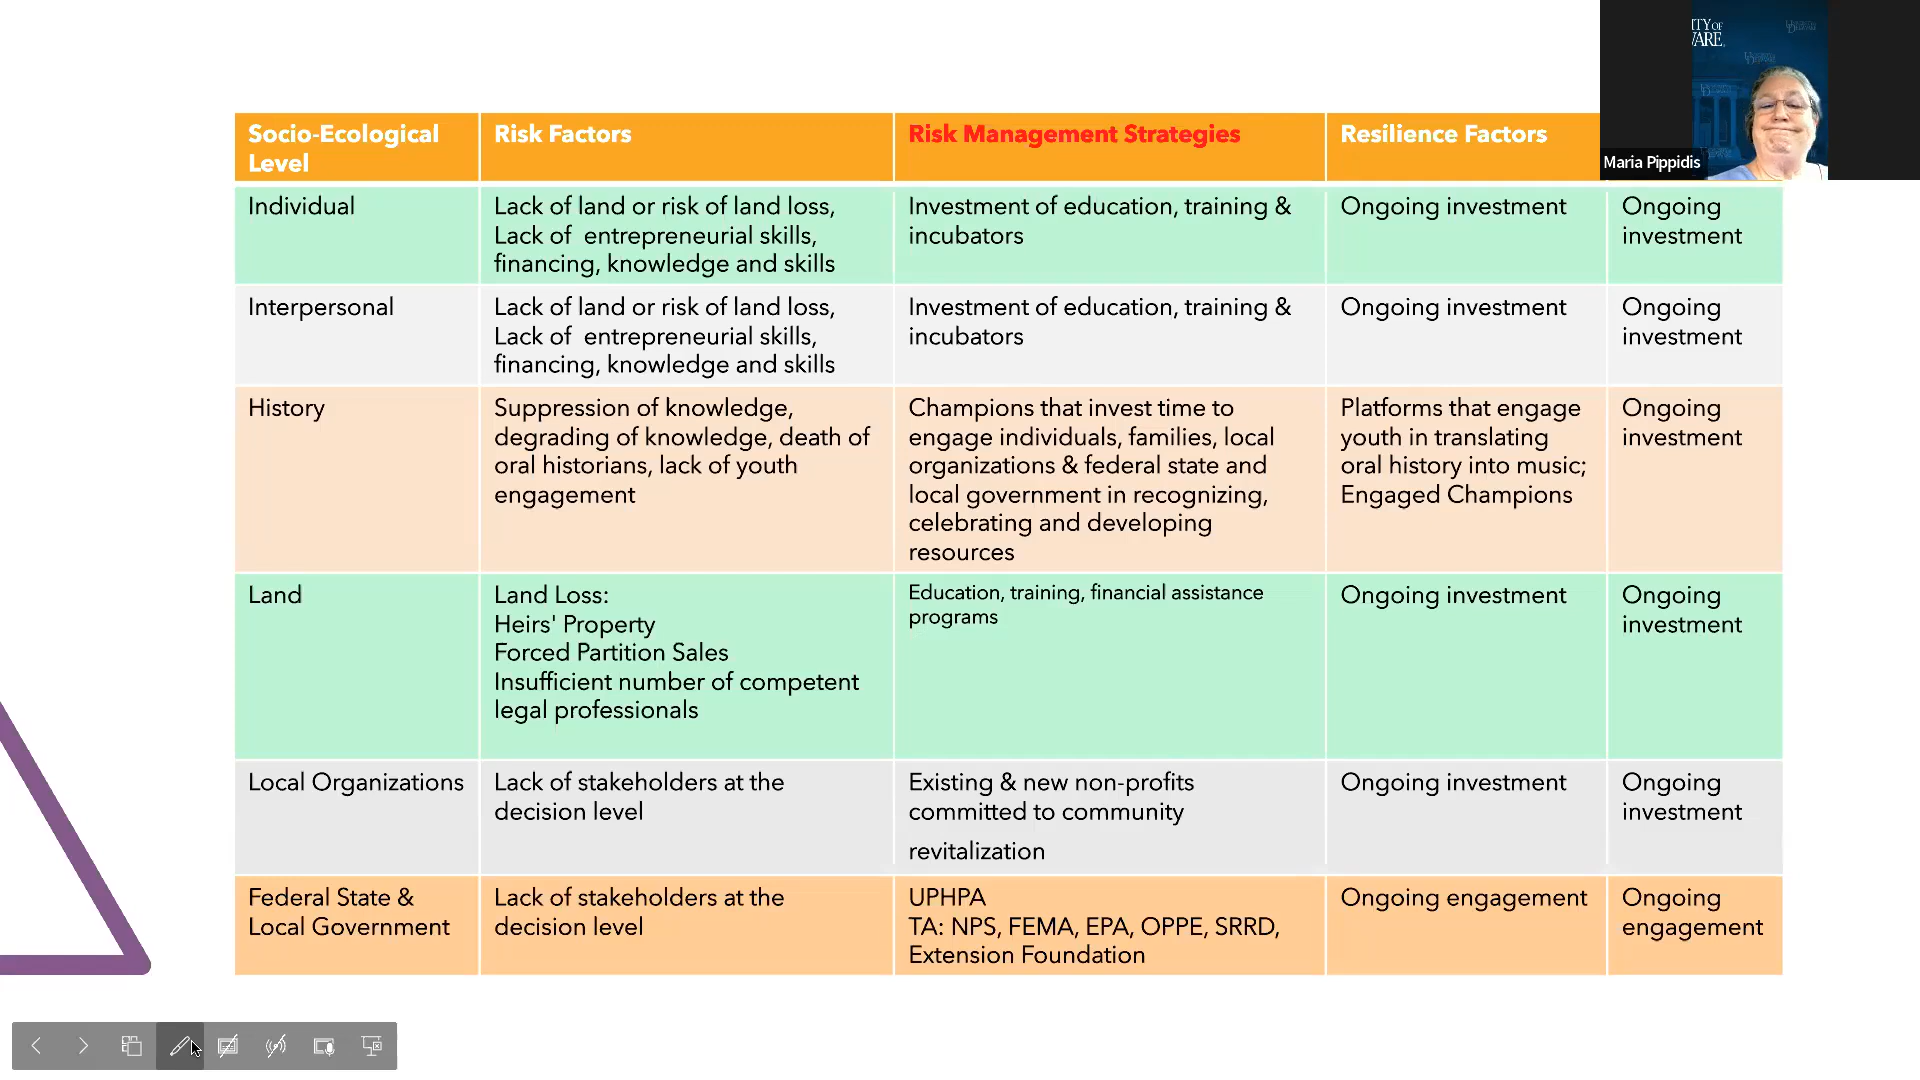 ITY OF
WARE
Maria Pippidis
Socio-Ecological
Level
Risk Factors
Risk Management Strategies
Resilience Factors
Individual
Lack of land or risk of land loss,
Lack of  entrepreneurial skills,
financing, knowledge and skills
Investment of education, training &
incubators
Ongoing investment
Ongoing
investment
Interpersonal
Lack of land or risk of land loss,
Lack of  entrepreneurial skills,
financing, knowledge and skills
Investment of education, training &
incubators
Ongoing investment
Ongoing
investment
History
Suppression of knowledge,
degrading of knowledge, death of
oral historians, lack of youth
engagement
Champions that invest time to
engage individuals, families, local
organizations & federal state and
local government in recognizing,
celebrating and developing
resources
Platforms that engage
youth in translating
oral history into music;
Engaged Champions
Ongoing
investment
Land
Land Loss:
Heirs' Property
Forced Partition Sales
Insufficient number of competent
legal professionals
Education, training, financial assistance
programs
Ongoing investment
Ongoing
investment
Local Organizations
Lack of stakeholders at the
decision level
Existing & new non-profits
committed to community
revitalization
Ongoing investment
Ongoing
investment
Federal State &
Local Government
Lack of stakeholders at the
decision level
UPHPA
TA: NPS, FEMA, EPA, OPPE, SRRD,
Extension Foundation
Ongoing engagement
Ongoing
engagement